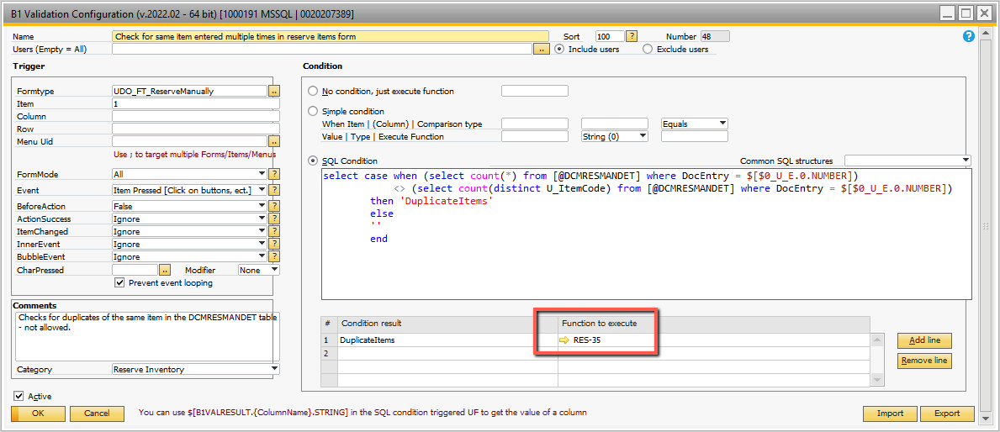 B1 Validation Configuration (v.2022.02 - 64 bit) [1000191 MSSQL | 0020207389]
Name Check for same item entered multiple times in reserve items form Sort 100 ? Number 48 ?
Users (Empty = All) .. Include users Exclude users
Trigger
Formtype UDO_FT_ReserveManually ..
Item 1
Column
Row
Menu Uid ..
Use ; to target multiple Forms/Items/Menus
FormMode All ?
Event Item Pressed [Click on buttons, ect.] ?
BeforeAction False ?
ActionSuccess Ignore ?
ItemChanged Ignore ?
InnerEvent Ignore ?
BubbleEvent Ignore ?
CharPressed .. Modifier None
Prevent event looping
Comments
Checks for duplicates of the same item in the DCMRESMANDET table
- not allowed.
Category Reserve Inventory
Condition
No condition, just execute function
Simple condition
When Item | (Column) | Comparison type Equals
Value | Type | Execute Function String (0)
SQL Condition Common SQL structures
select case when (select count(*) from [@DCMRESMANDET] where DocEntry = $[$0_U_E.0.NUMBER])
<> (select count(distinct U_ItemCode) from [@DCMRESMANDET] where DocEntry = $[$0_U_E.0.NUMBER])
then 'DuplicateItems'
else
''
end
# Condition result Function to execute
1 DuplicateItems RES-35
2
Add line
Remove line
Active
OK Cancel You can use $[B1VALRESULT.{ColumnName}.STRING] in the SQL condition triggered UF to get the value of a column Import Export